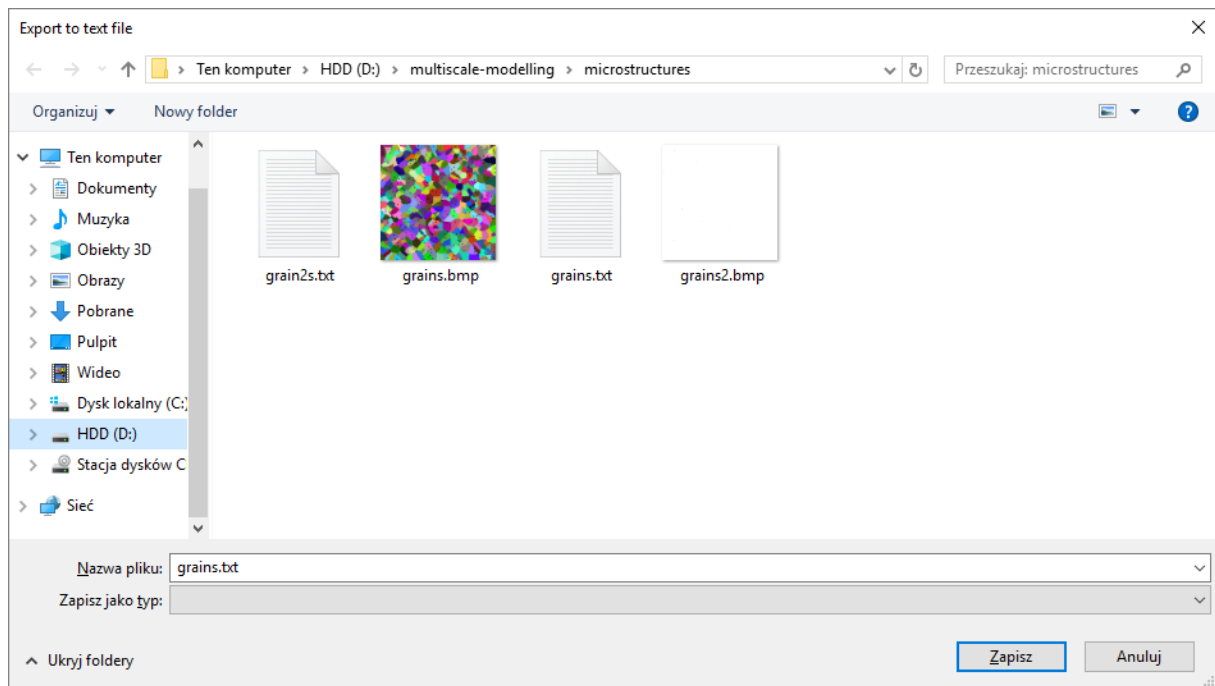 Export to text file
Ten komputer > HDD (D:) > multiscale-modelling > microstructures
Przeszukaj: microstructures
Organizuj
Nowy folder
Ten komputer
Dokumenty
Muzyka
Obiekty 3D
Obrazy
Pobrane
Pulpit
Wideo
Dysk lokalny (C:)
HDD (D:)
Stacja dysków C
Sieć
grain2s.txt
grains.bmp
grains.txt
grains2.bmp
Nazwa pliku: grains.txt
Zapisz jako typ:
Ukryj foldery
Zapisz
Anuluj